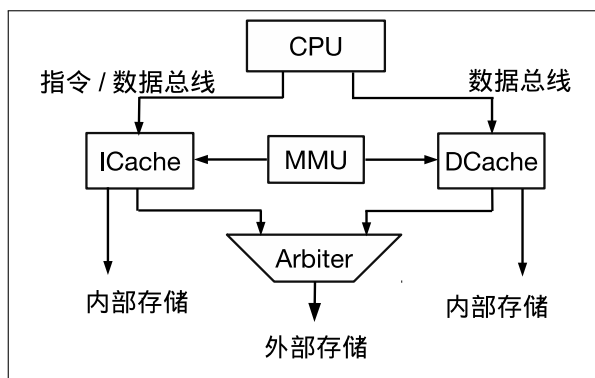 CPU
指令 / 数据总线
数据总线
ICache
MMU
DCache
Arbiter
内部存储
内部存储
外部存储